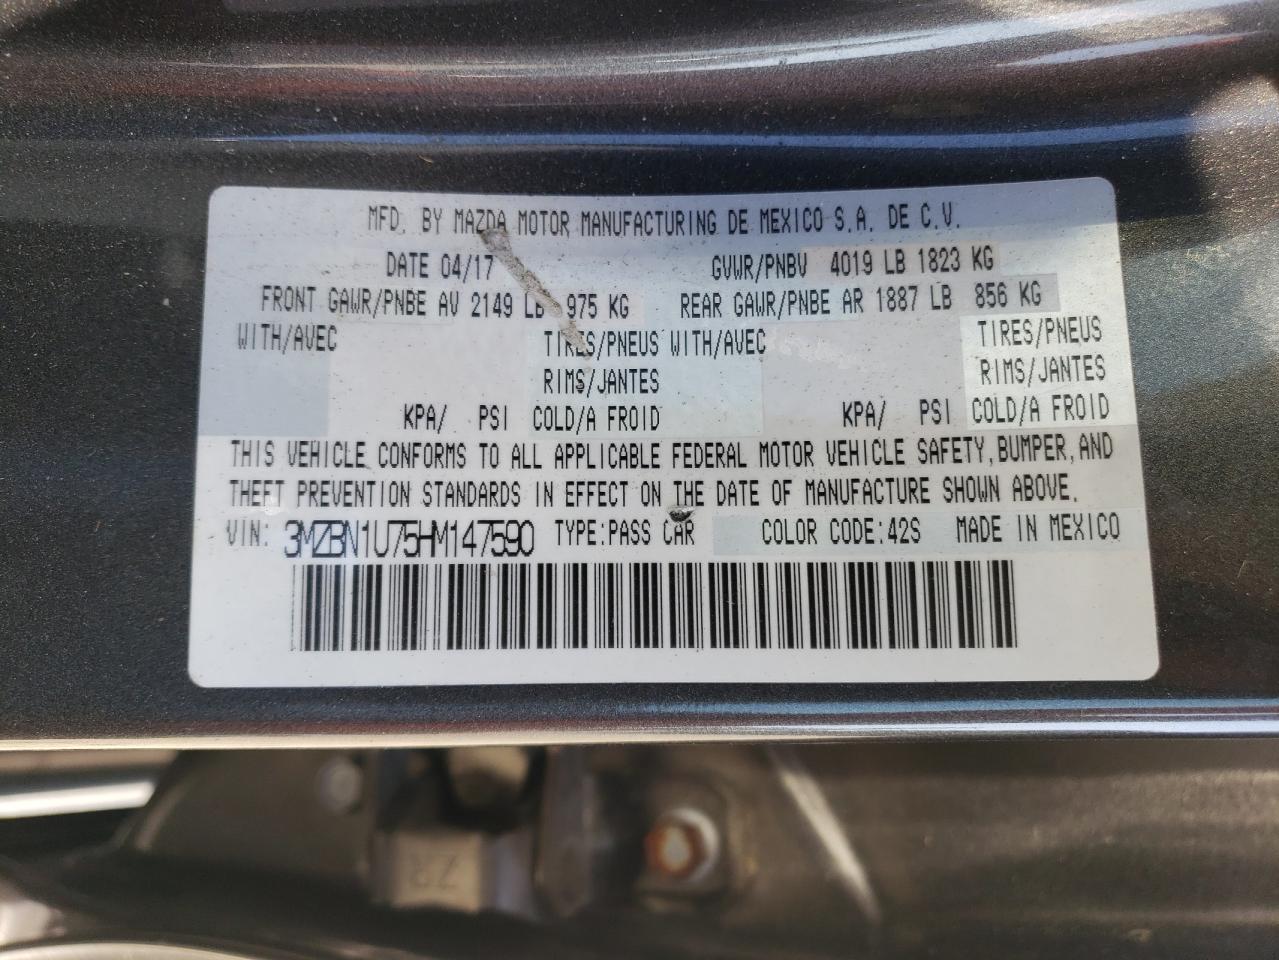 MFD. BY MAZDA MOTOR MANUFACTURING DE MEXICO S.A. DE C.V.
DATE 04/17 GVWR/PNBV 4019 LB 1823 KG
FRONT GAWR/PNBE AV 2149 LB 975 KG REAR GAWR/PNBE AR 1887 LB 856 KG
WITH/AVEC TIRES/PNEUS WITH/AVEC TIRES/PNEUS
RIMS/JANTES RIMS/JANTES
KPA/ PSI COLD/A FROID KPA/ PSI COLD/A FROID
THIS VEHICLE CONFORMS TO ALL APPLICABLE FEDERAL MOTOR VEHICLE SAFETY, BUMPER, AND
THEFT PREVENTION STANDARDS IN EFFECT ON THE DATE OF MANUFACTURE SHOWN ABOVE.
VIN: 3MZBN1U75HM147590 TYPE:PASS CAR COLOR CODE:42S MADE IN MEXICO